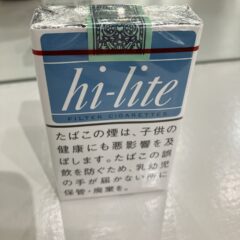 hi-lite
FILTER CIGARETTES
たばこの煙は、子供の
健康にも悪影響を及
ぼします。たばこの誤
飲を防ぐため、乳幼児
の手が届かない所に
保管・廃棄を。